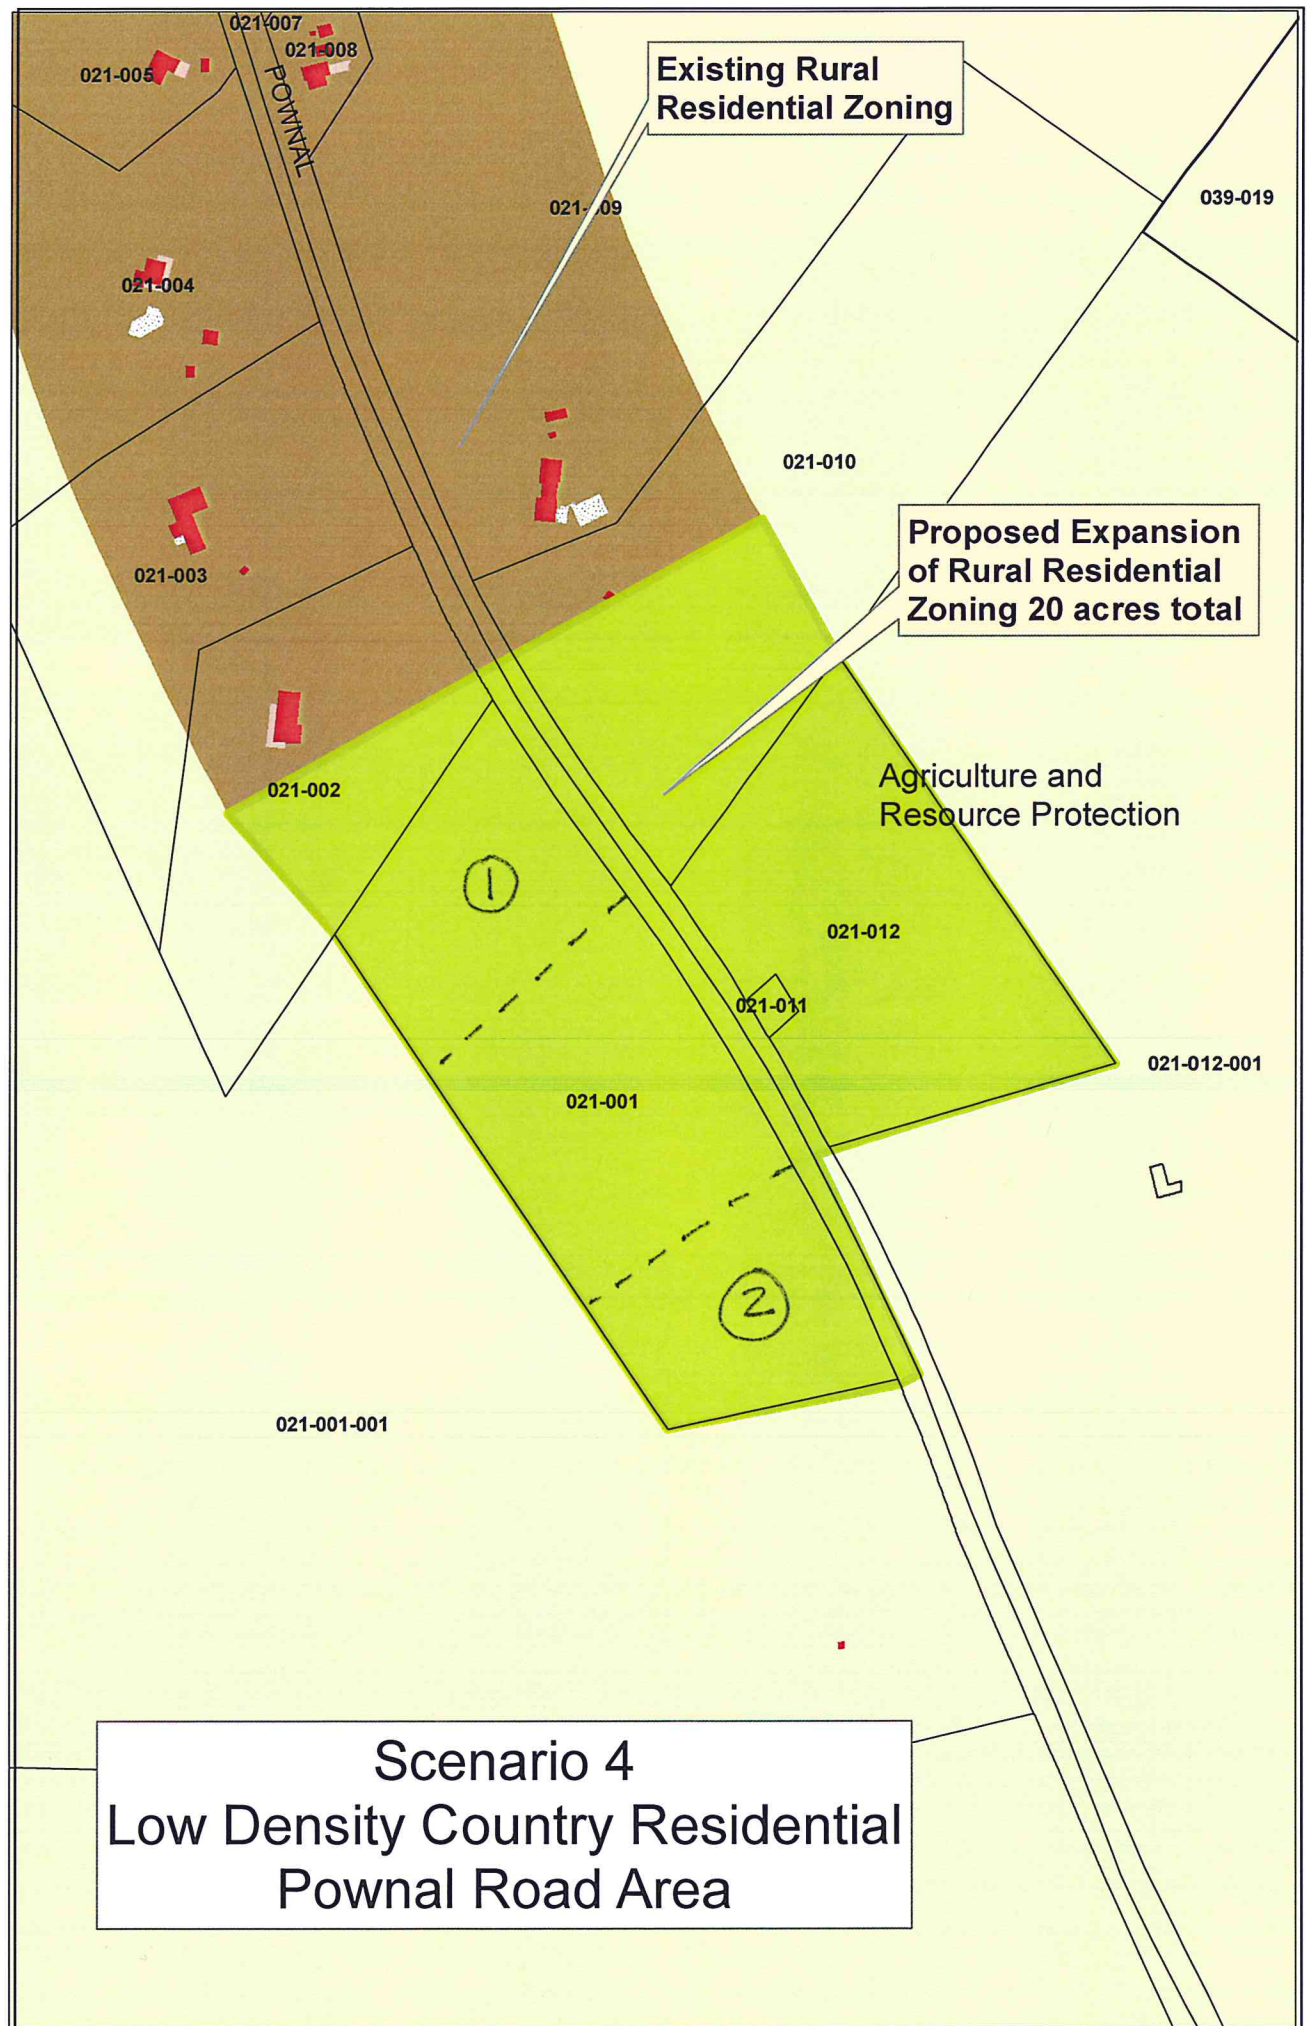 021-007
021-008
021-005
POWNAL
Existing Rural
Residential Zoning
039-019
021-009
021-004
021-010
Proposed Expansion
of Rural Residential
Zoning 20 acres total
021-003
Agriculture and
Resource Protection
021-002
1
021-012
021-011
021-012-001
021-001
2
021-001-001
Scenario 4
Low Density Country Residential
Pownal Road Area